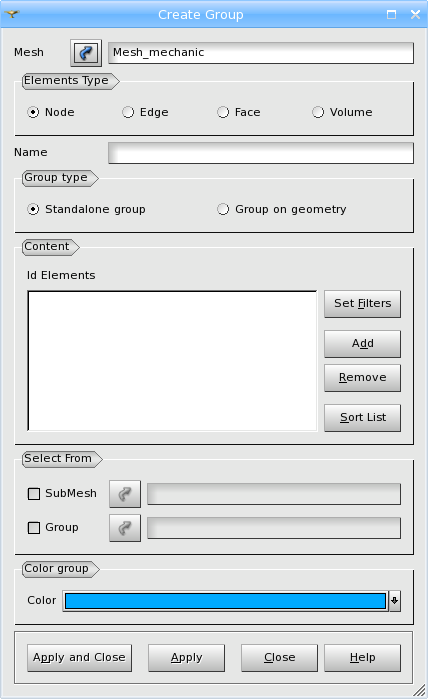 Create Group
Mesh Mesh_mechanic
Elements Type
Node Edge Face Volume
Name
Group type
Standalone group Group on geometry
Content
Id Elements
Set Filters
Add
Remove
Sort List
Select From
SubMesh
Group
Color group
Color
Apply and Close Apply Close Help